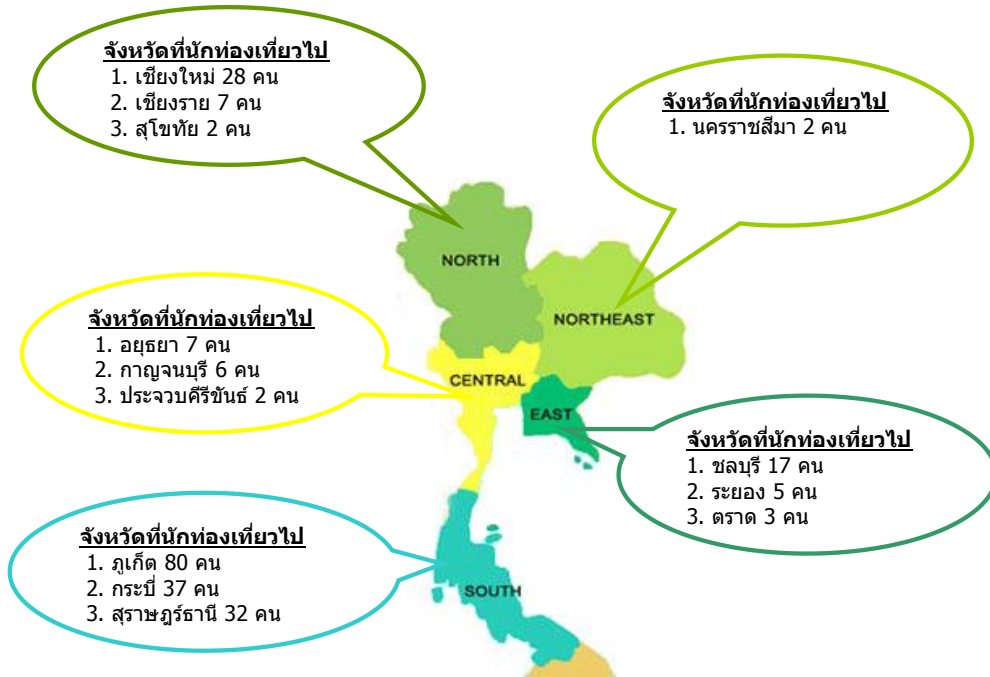 จังหวัดที่นักท่องเที่ยวไป
1. เชียงใหม่ 28 คน
2. เชียงราย 7 คน
3. สุโขทัย 2 คน
จังหวัดที่นักท่องเที่ยวไป
1. นครราชสีมา 2 คน
NORTH
NORTHEAST
จังหวัดที่นักท่องเที่ยวไป
1. อยุธยา 7 คน
2. กาญจนบุรี 6 คน
3. ประจวบคีรีขันธ์ 2 คน
CENTRAL
EAST
จังหวัดที่นักท่องเที่ยวไป
1. ชลบุรี 17 คน
2. ระยอง 5 คน
3. ตราด 3 คน
จังหวัดที่นักท่องเที่ยวไป
1. ภูเก็ต 80 คน
2. กระบี่ 37 คน
3. สุราษฎร์ธานี 32 คน
SOUTH